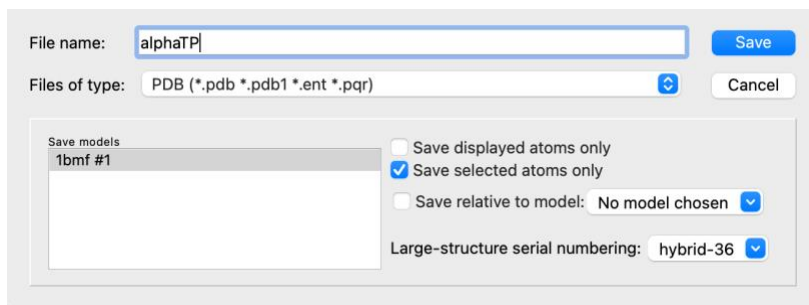 File name: alphaTP Save
Files of type: PDB (*.pdb *.pdb1 *.ent *.pqr) Cancel
Save models
1bmf #1
Save displayed atoms only
Save selected atoms only
Save relative to model: No model chosen
Large-structure serial numbering: hybrid-36